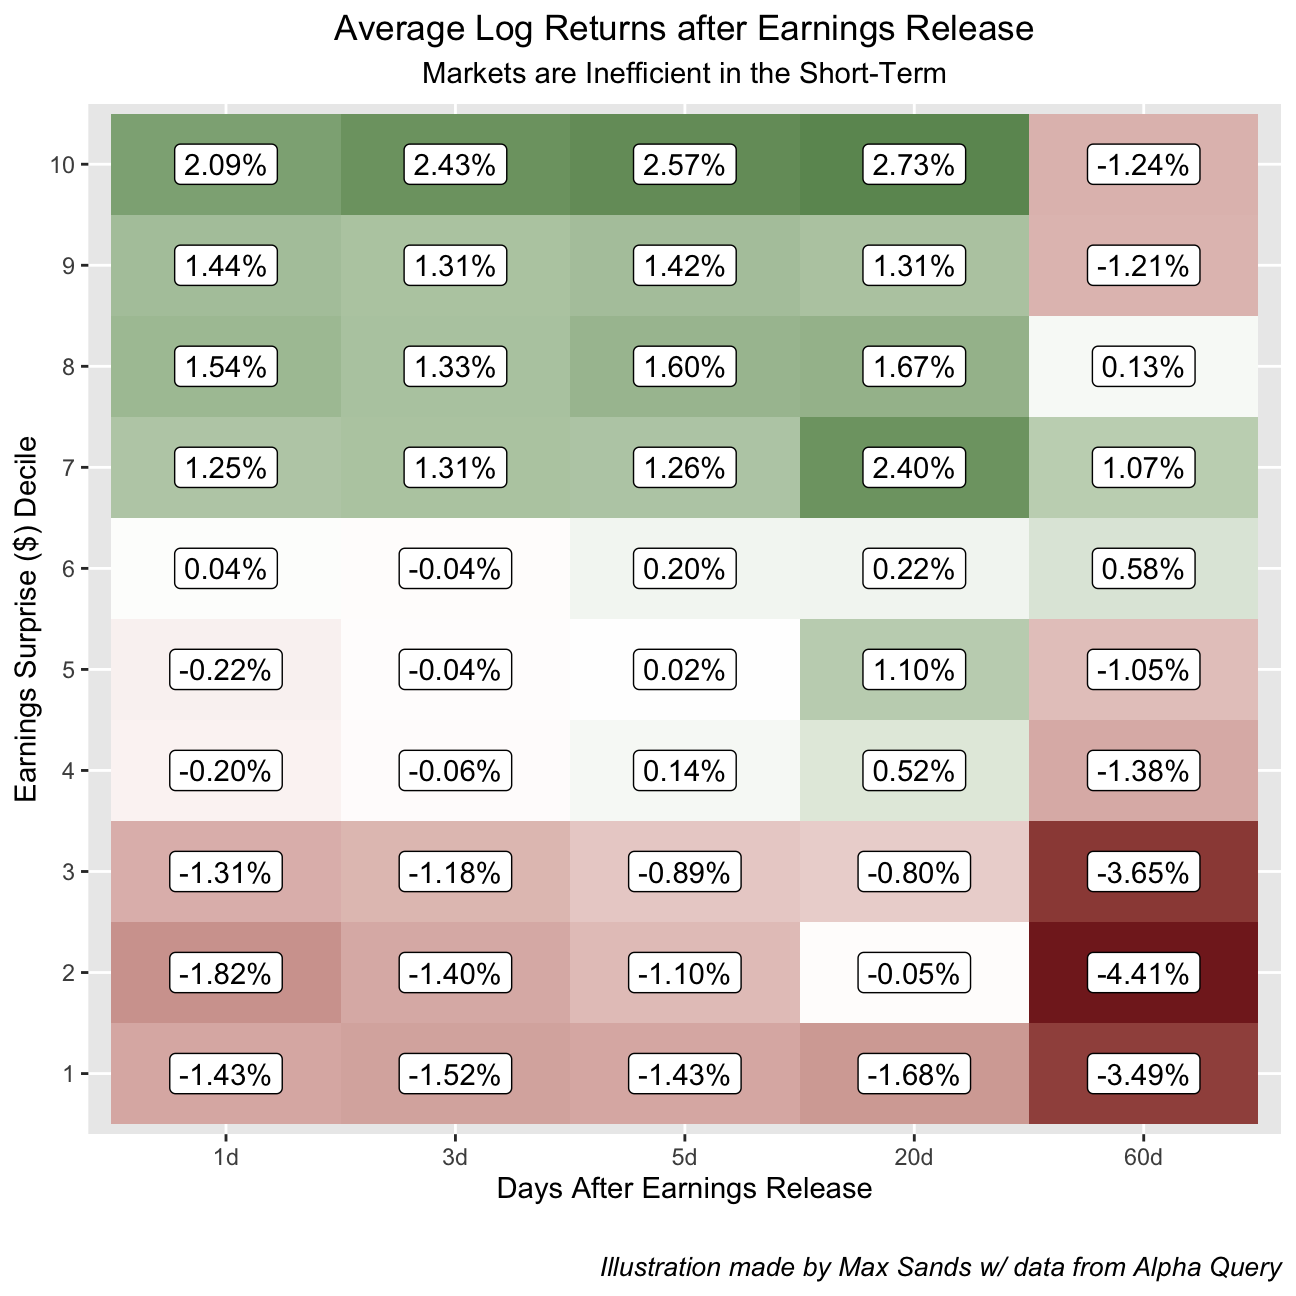 Average Log Returns after Earnings Release
Markets are Inefficient in the Short-Term
Earnings Surprise ($) Decile
10 2.09% 2.43% 2.57% 2.73% -1.24%
9 1.44% 1.31% 1.42% 1.31% -1.21%
8 1.54% 1.33% 1.60% 1.67% 0.13%
7 1.25% 1.31% 1.26% 2.40% 1.07%
6 0.04% -0.04% 0.20% 0.22% 0.58%
5 -0.22% -0.04% 0.02% 1.10% -1.05%
4 -0.20% -0.06% 0.14% 0.52% -1.38%
3 -1.31% -1.18% -0.89% -0.80% -3.65%
2 -1.82% -1.40% -1.10% -0.05% -4.41%
1 -1.43% -1.52% -1.43% -1.68% -3.49%
1d 3d 5d 20d 60d
Days After Earnings Release
Illustration made by Max Sands w/ data from Alpha Query